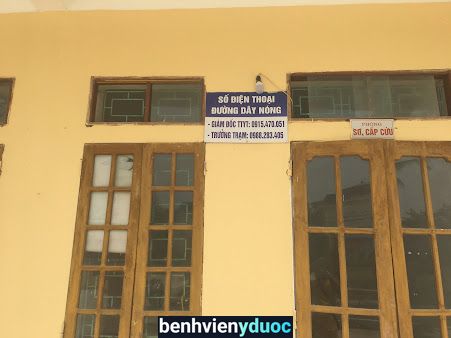 SỐ ĐIỆN THOẠI
ĐƯỜNG DÂY NÓNG
- GIÁM ĐỐC TTYT: 0915.470.051
- TRƯỞNG TRẠM: 0988.283.405
PHÒNG
SƠ, CẤP CỨU
benhvienyduoc